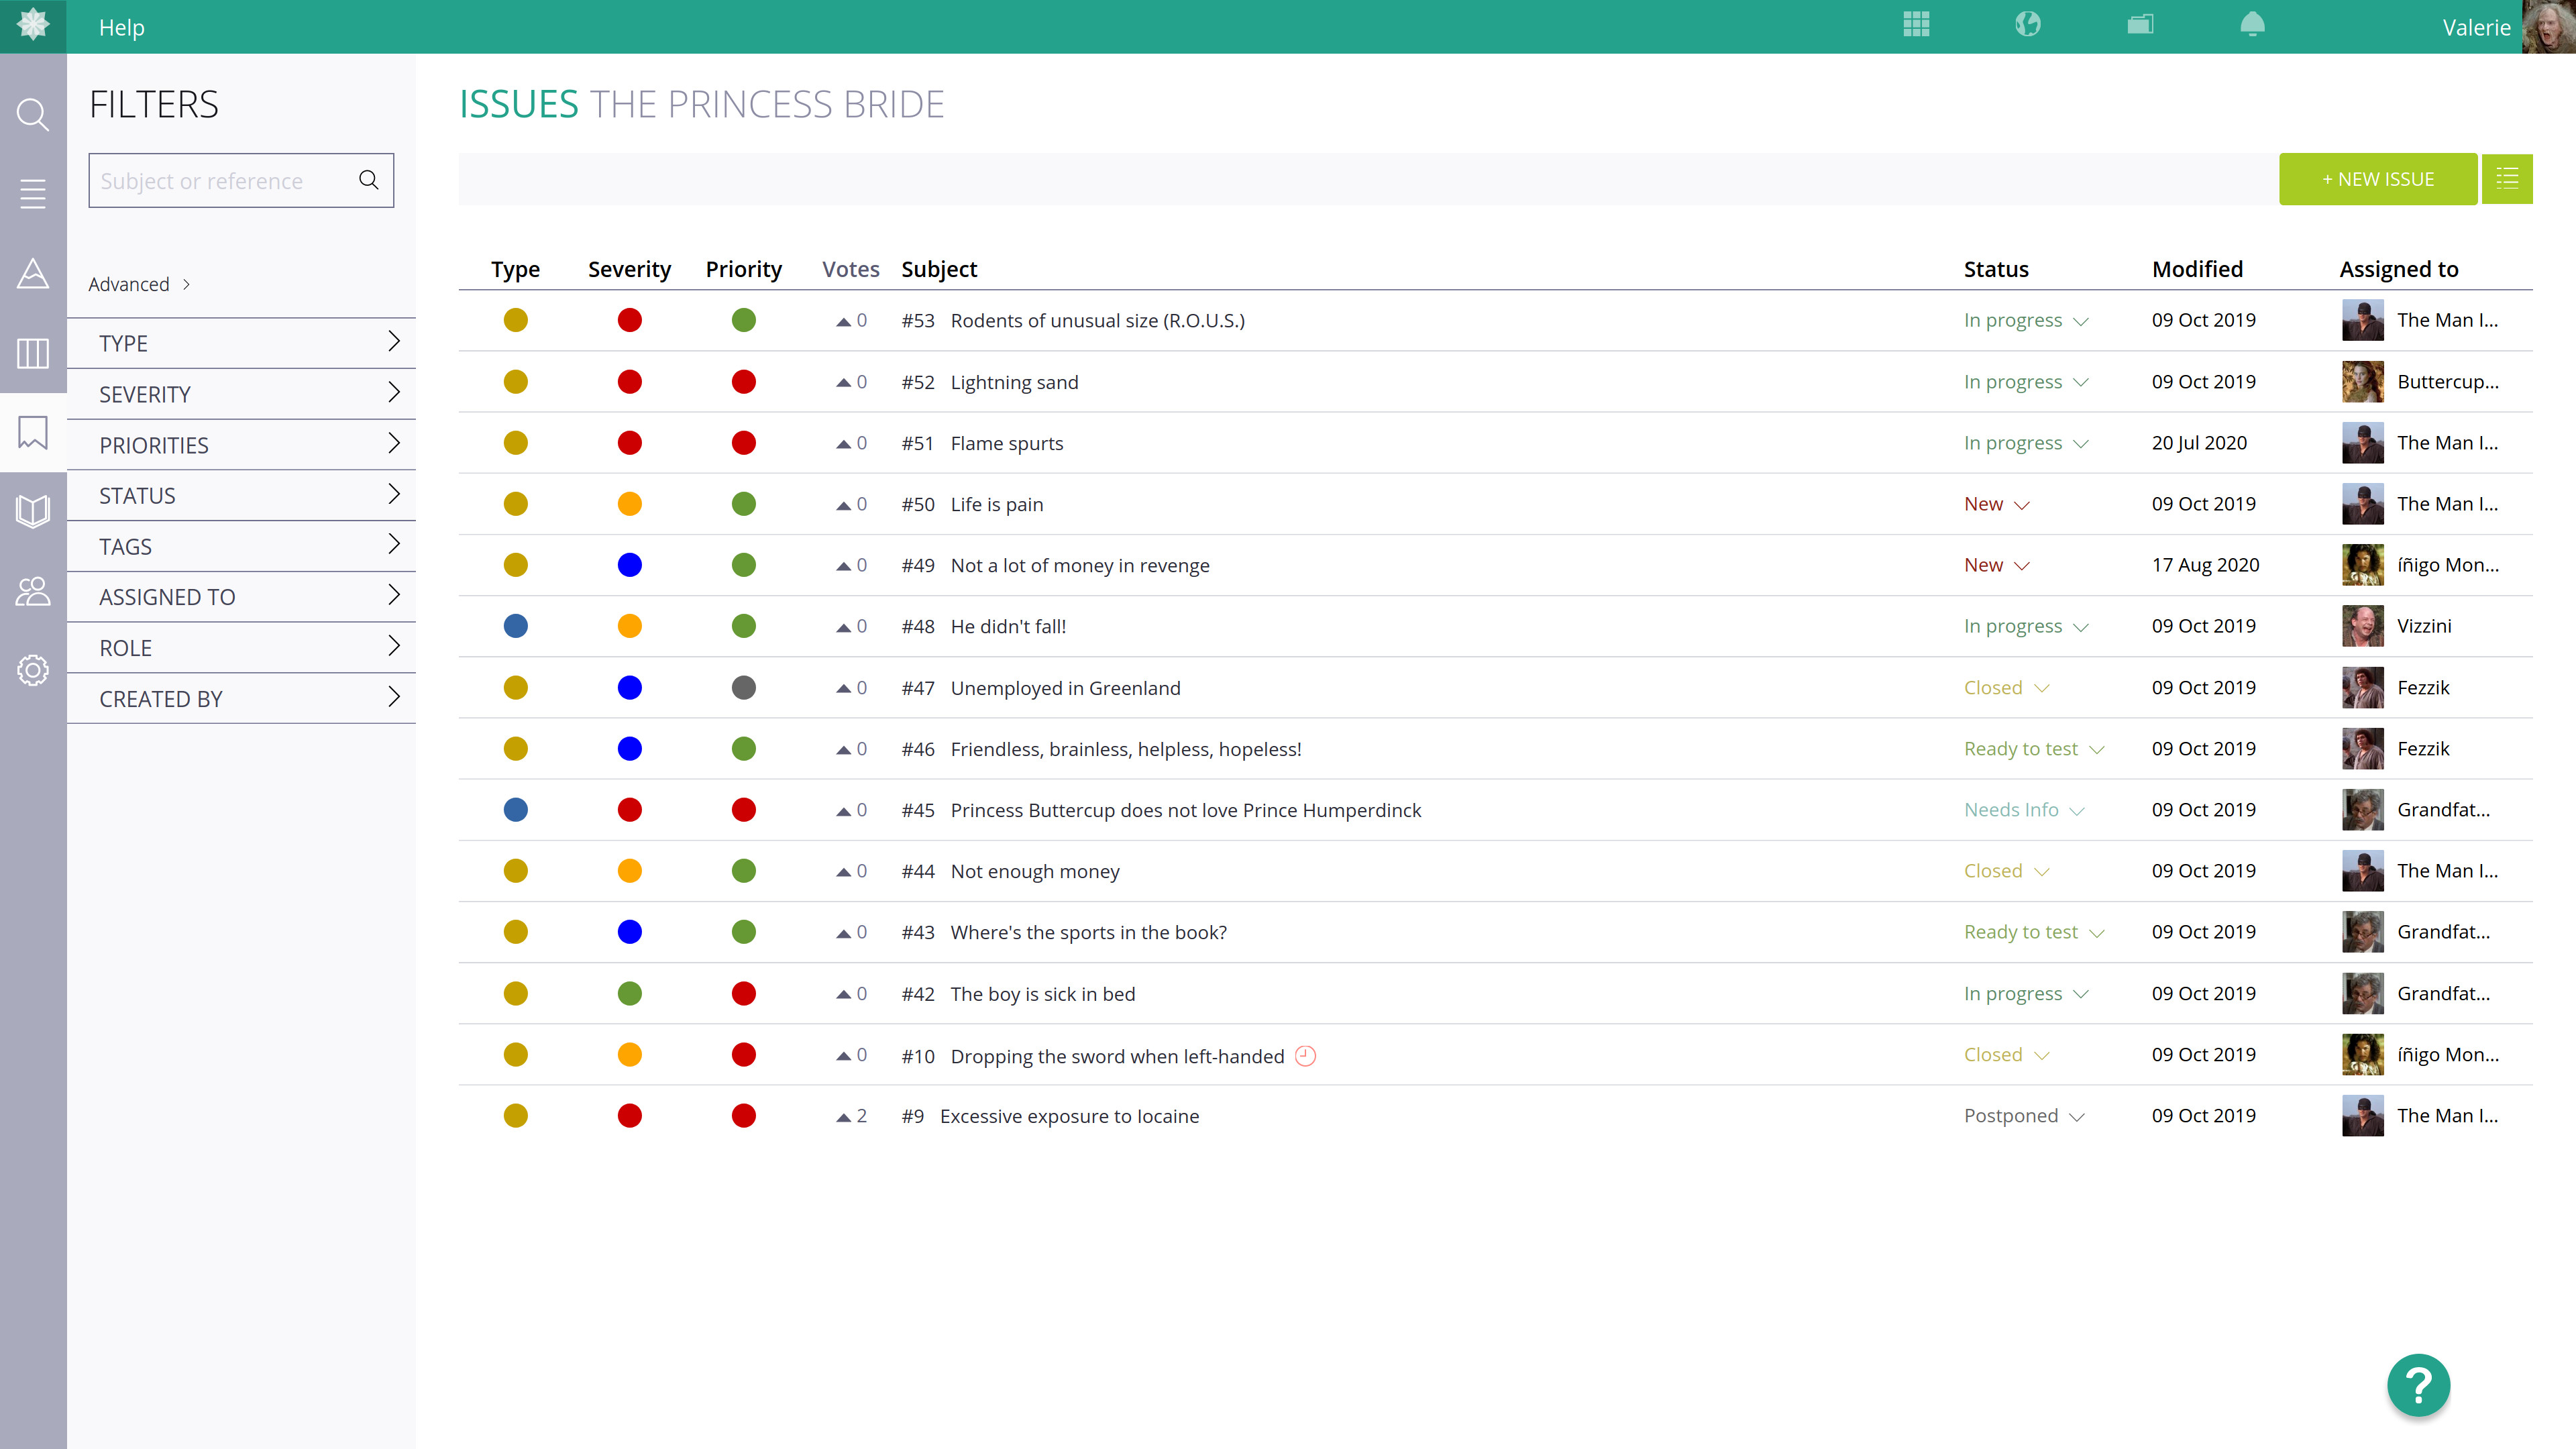 Help
Valerie
FILTERS
Subject or reference
Advanced
TYPE
SEVERITY
PRIORITIES
STATUS
TAGS
ASSIGNED TO
ROLE
CREATED BY
ISSUES THE PRINCESS BRIDE
+ NEW ISSUE
Type Severity Priority Votes Subject Status Modified Assigned to
0 #53 Rodents of unusual size (R.O.U.S.) In progress 09 Oct 2019 The Man I...
0 #52 Lightning sand In progress 09 Oct 2019 Buttercup...
0 #51 Flame spurts In progress 20 Jul 2020 The Man I...
0 #50 Life is pain New 09 Oct 2019 The Man I...
0 #49 Not a lot of money in revenge New 17 Aug 2020 íñigo Mon...
0 #48 He didn't fall! In progress 09 Oct 2019 Vizzini
0 #47 Unemployed in Greenland Closed 09 Oct 2019 Fezzik
0 #46 Friendless, brainless, helpless, hopeless! Ready to test 09 Oct 2019 Fezzik
0 #45 Princess Buttercup does not love Prince Humperdinck Needs Info 09 Oct 2019 Grandfat...
0 #44 Not enough money Closed 09 Oct 2019 The Man I...
0 #43 Where's the sports in the book? Ready to test 09 Oct 2019 Grandfat...
0 #42 The boy is sick in bed In progress 09 Oct 2019 Grandfat...
0 #10 Dropping the sword when left-handed Closed 09 Oct 2019 íñigo Mon...
2 #9 Excessive exposure to locaine Postponed 09 Oct 2019 The Man I...
?